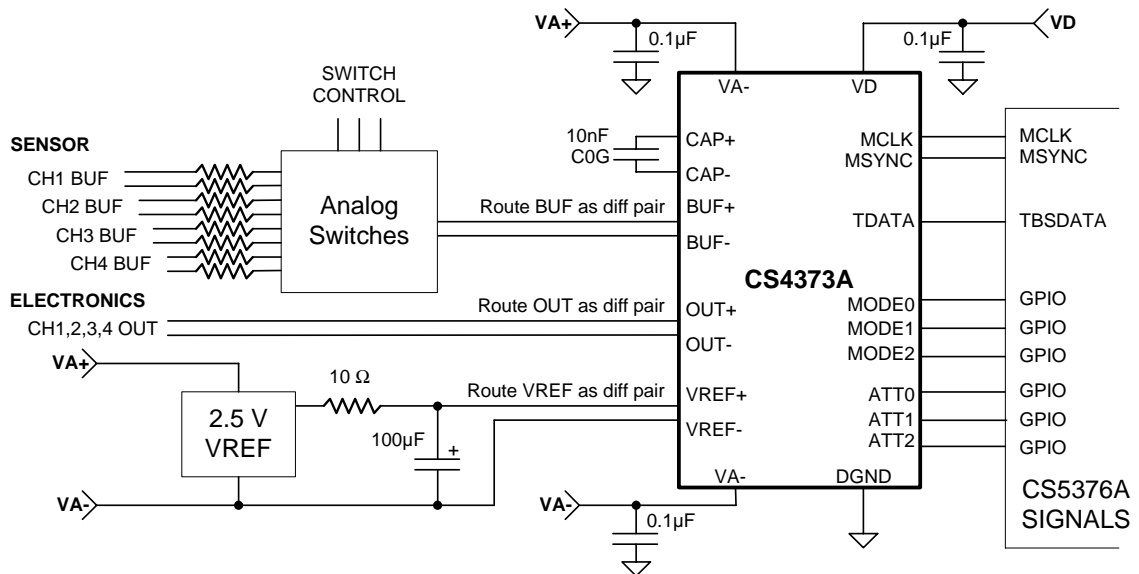 VA+
0.1µF
0.1µF
VD
SWITCH
CONTROL
VA-
VD
SENSOR
CH1 BUF
CH2 BUF
CH3 BUF
CH4 BUF
Analog
Switches
10nF
C0G
CAP+
CAP-
Route BUF as diff pair
BUF+
BUF-
CS4373A
MCLK
MSYNC
TDATA
MCLK
MSYNC
TBSDATA
ELECTRONICS
CH1,2,3,4 OUT
Route OUT as diff pair
OUT+
OUT-
MODE0
MODE1
MODE2
GPIO
GPIO
GPIO
VA+
2.5 V
VREF
10 Ω
100µF
+
Route VREF as diff pair
VREF+
VREF-
ATT0
ATT1
ATT2
GPIO
GPIO
GPIO
VA-
VA-
0.1µF
VA-
DGND
CS5376A
SIGNALS